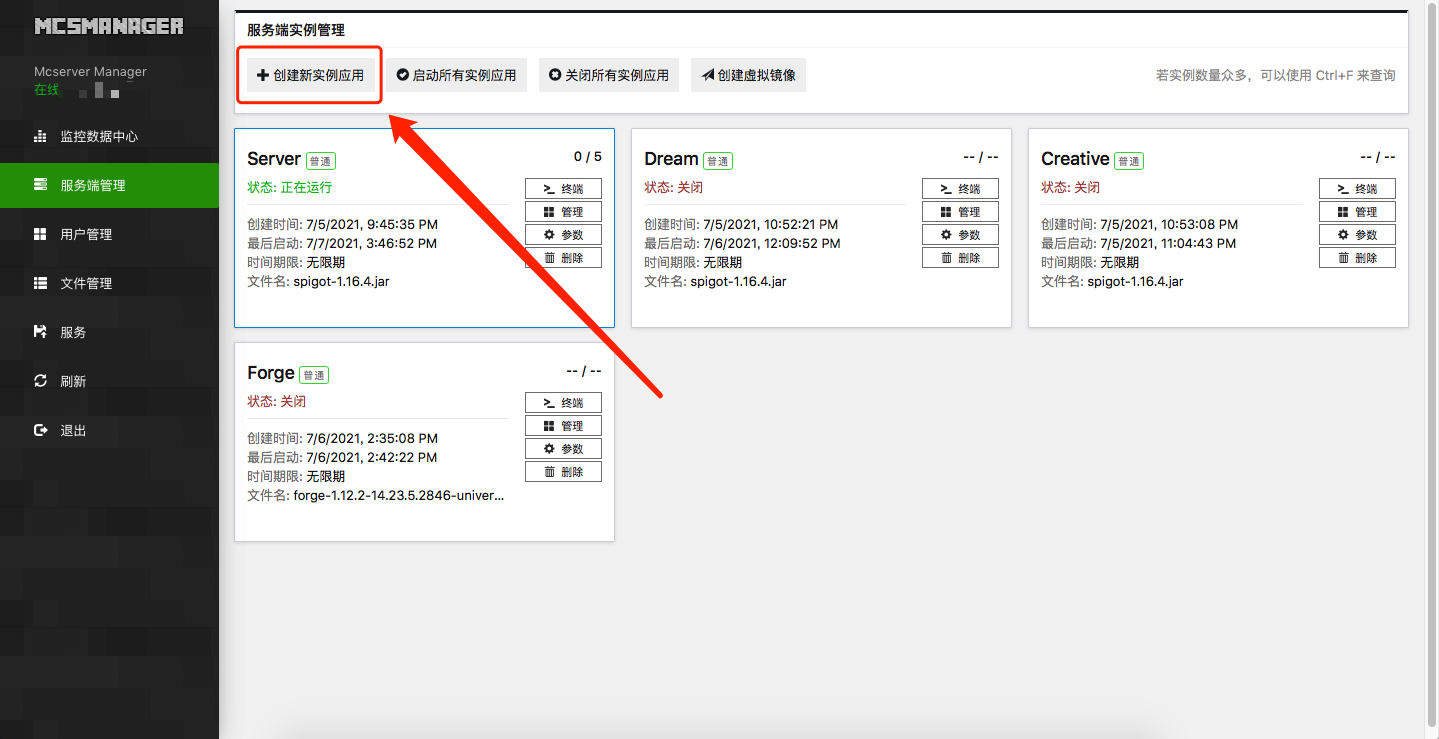 MCSMANAGER
Mcserver Manager
在线
监控数据中心
服务端管理
用户管理
文件管理
服务
刷新
退出
服务端实例管理
创建新实例应用 启动所有实例应用 关闭所有实例应用 创建虚拟镜像 若实例数量众多，可以使用 Ctrl+F 来查询
Server 普通 0 / 5
状态: 正在运行
终端
管理
参数
删除
创建时间: 7/5/2021, 9:45:35 PM
最后启动: 7/7/2021, 3:46:52 PM
时间期限: 无限期
文件名: spigot-1.16.4.jar
Dream 普通 -- / --
状态: 关闭
终端
管理
参数
删除
创建时间: 7/5/2021, 10:52:21 PM
最后启动: 7/6/2021, 12:09:52 PM
时间期限: 无限期
文件名: spigot-1.16.4.jar
Creative 普通 -- / --
状态: 关闭
终端
管理
参数
删除
创建时间: 7/5/2021, 10:53:08 PM
最后启动: 7/5/2021, 11:04:43 PM
时间期限: 无限期
文件名: spigot-1.16.4.jar
Forge 普通 -- / --
状态: 关闭
终端
管理
参数
删除
创建时间: 7/6/2021, 2:35:08 PM
最后启动: 7/6/2021, 2:42:22 PM
时间期限: 无限期
文件名: forge-1.12.2-14.23.5.2846-univer...